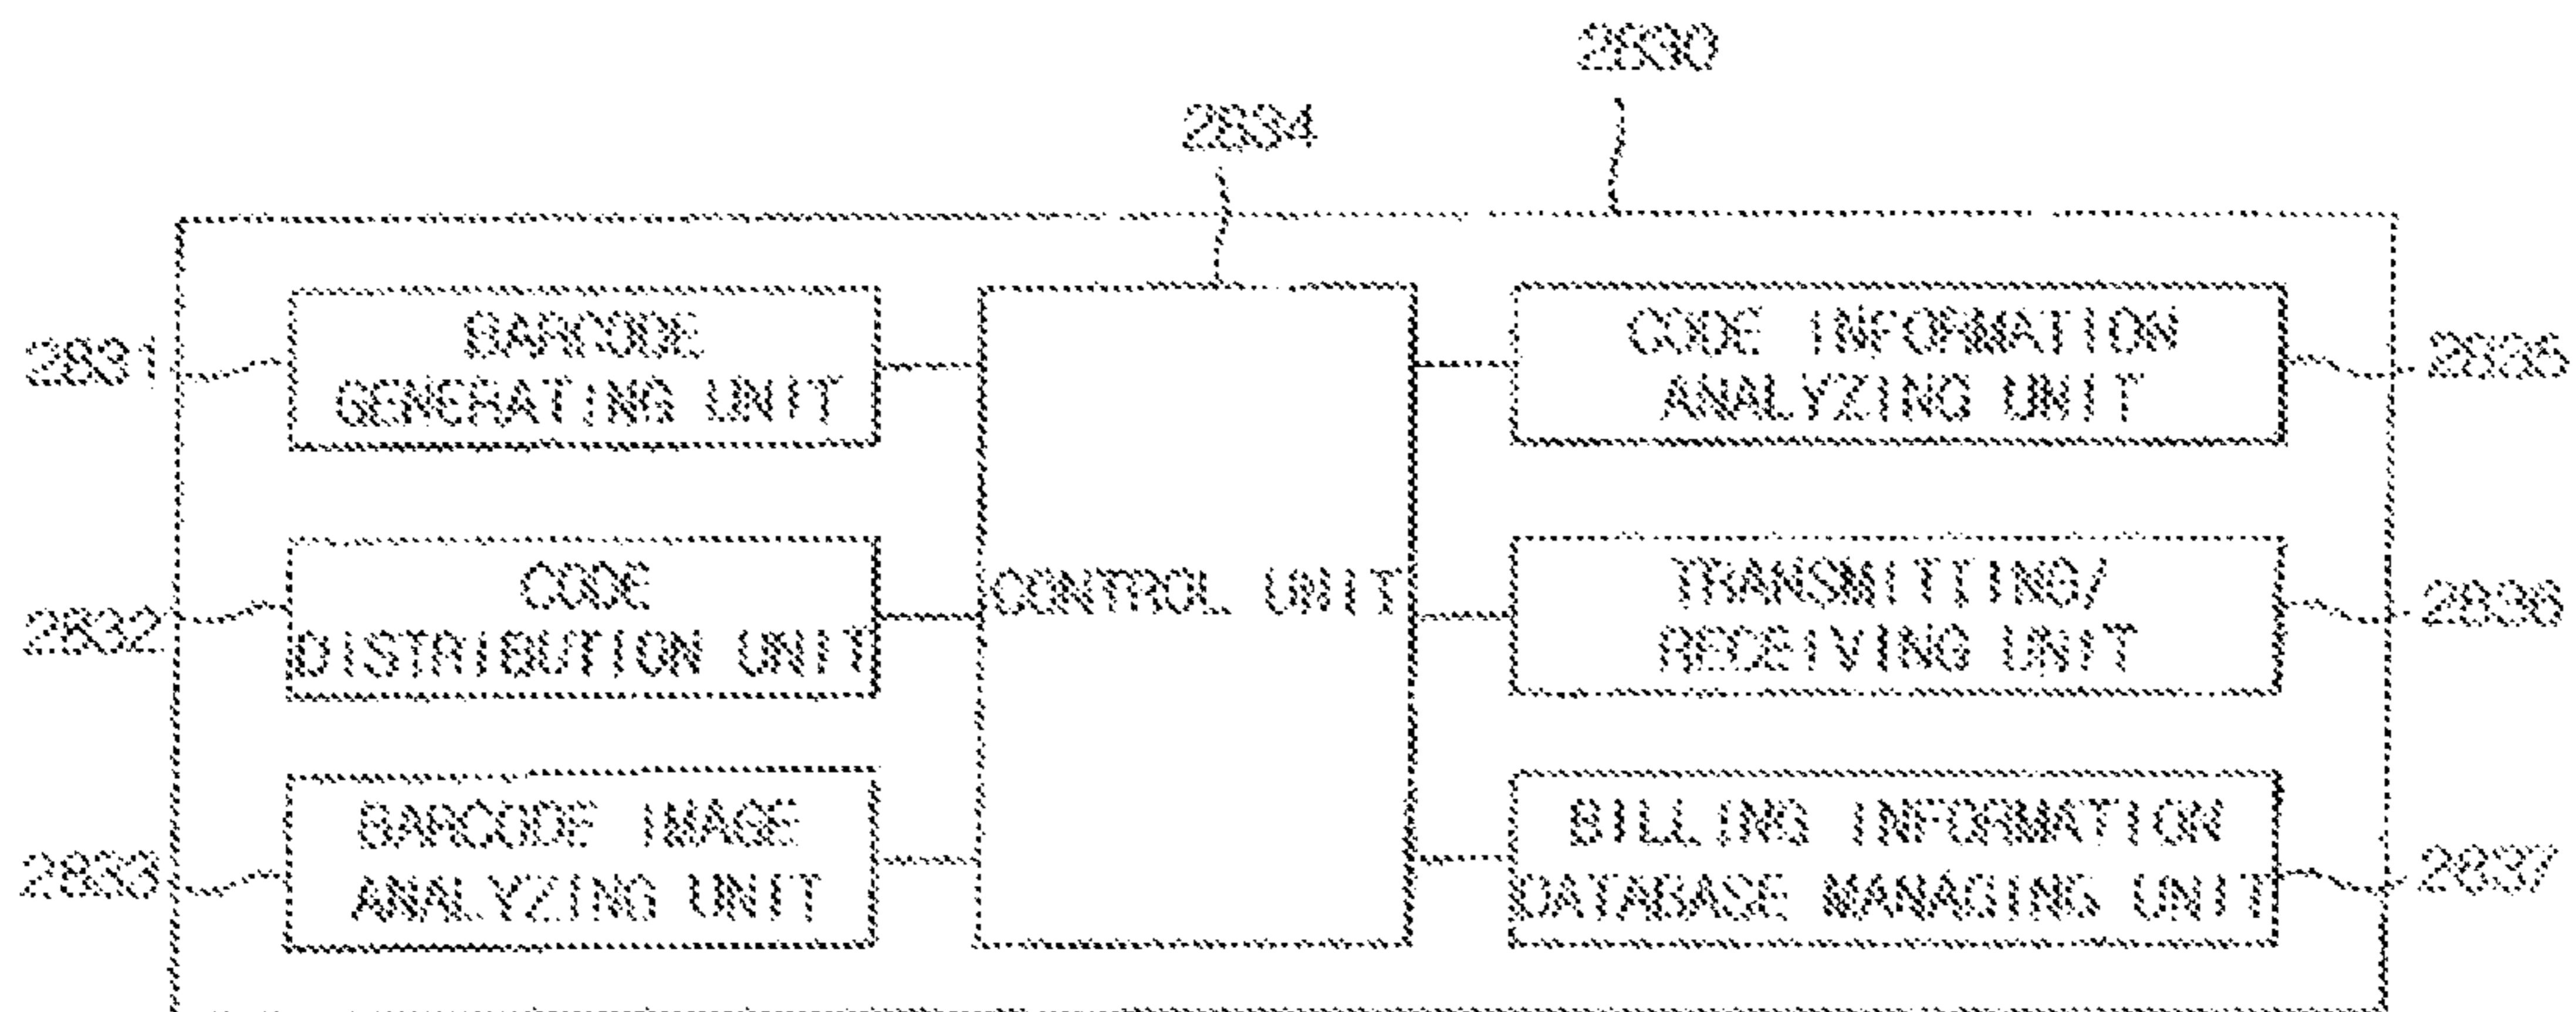 2830
2834
2831
BARCODE
GENERATING UNIT
CODE INFORMATION
ANALYZING UNIT
2835
2832
CODE
DISTRIBUTION UNIT
CONTROL UNIT
TRANSMITTING/
RECEIVING UNIT
2836
2833
BARCODE IMAGE
ANALYZING UNIT
BILLING INFORMATION
DATABASE MANAGING UNIT
2837